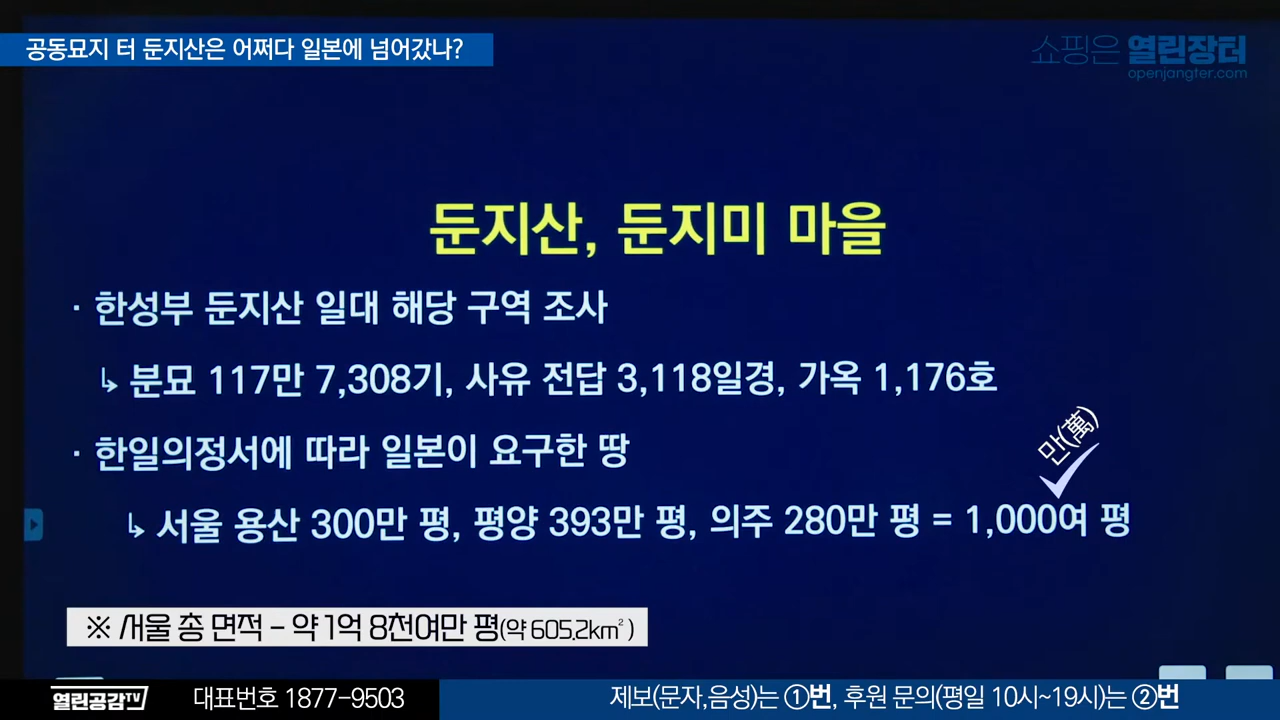 공동묘지 터 둔지산은 어쩌다 일본에 넘어갔나?
쇼핑은 열린장터
openjangter.com
둔지산, 둔지미 마을
· 한성부 둔지산 일대 해당 구역 조사
↳ 분묘 117만 7,308기, 사유 전답 3,118일경, 가옥 1,176호
· 한일의정서에 따라 일본이 요구한 땅
만(萬)
↳ 서울 용산 300만 평, 평양 393만 평, 의주 280만 평 = 1,000여 평
※ 서울 총 면적 - 약 1억 8천여만 평(약 605.2km²)
열린공감TV 대표번호 1877-9503 제보(문자,음성)는 ①번, 후원 문의(평일 10시~19시)는 ②번